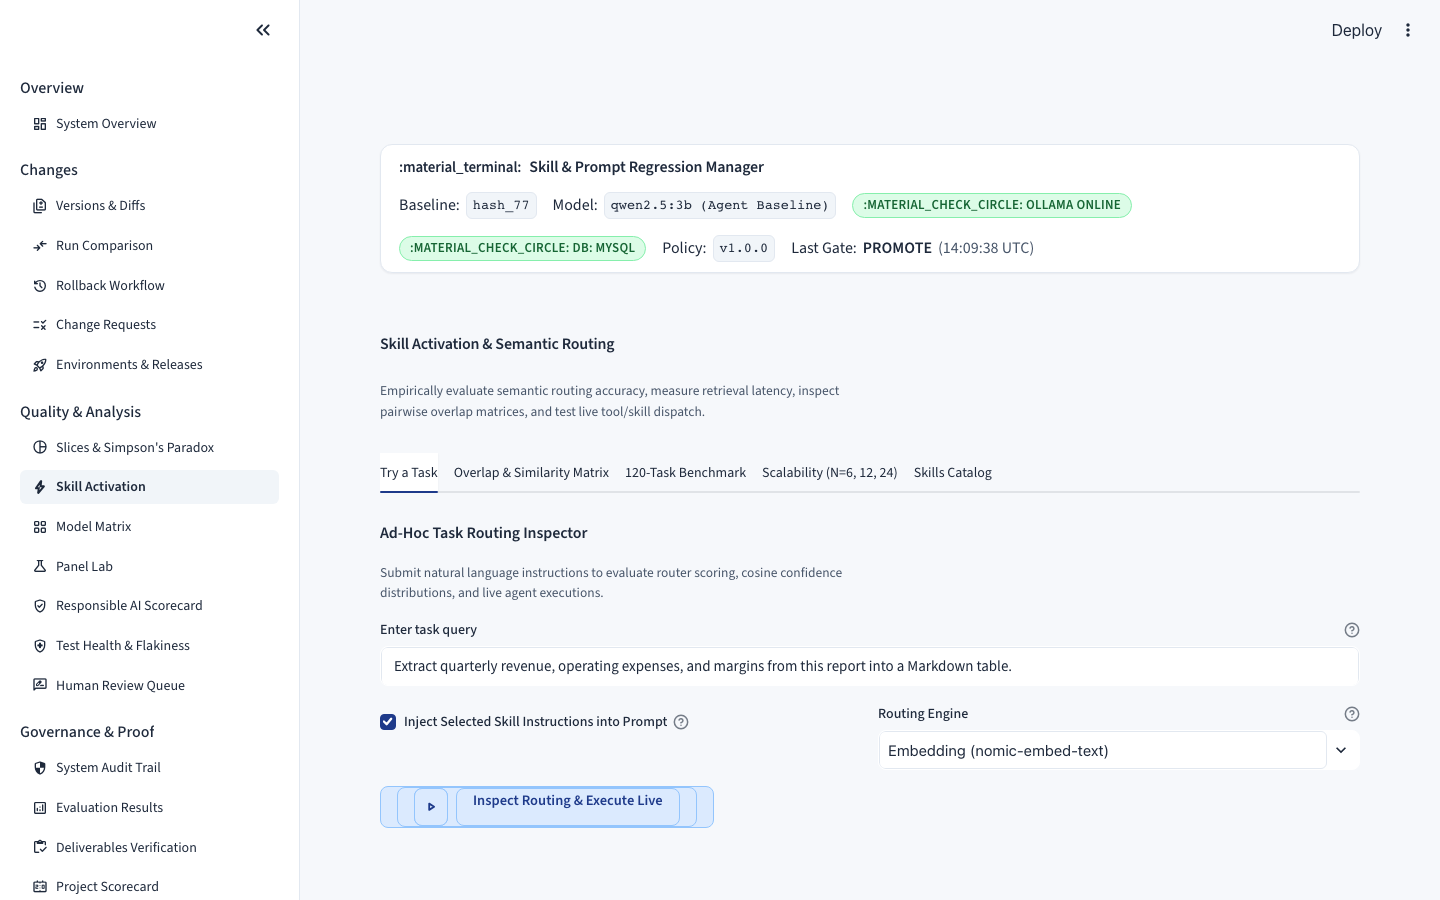 Deploy
Overview
System Overview
Changes
Versions & Diffs
Run Comparison
Rollback Workflow
Change Requests
Environments & Releases
Quality & Analysis
Slices & Simpson's Paradox
Skill Activation
Model Matrix
Panel Lab
Responsible AI Scorecard
Test Health & Flakiness
Human Review Queue
Governance & Proof
System Audit Trail
Evaluation Results
Deliverables Verification
Project Scorecard
:material_terminal: Skill & Prompt Regression Manager
Baseline: hash_77 Model: qwen2.5:3b (Agent Baseline) :MATERIAL_CHECK_CIRCLE: OLLAMA ONLINE
:MATERIAL_CHECK_CIRCLE: DB: MYSQL Policy: v1.0.0 Last Gate: PROMOTE (14:09:38 UTC)
Skill Activation & Semantic Routing
Empirically evaluate semantic routing accuracy, measure retrieval latency, inspect
pairwise overlap matrices, and test live tool/skill dispatch.
Try a Task Overlap & Similarity Matrix 120-Task Benchmark Scalability (N=6, 12, 24) Skills Catalog
Ad-Hoc Task Routing Inspector
Submit natural language instructions to evaluate router scoring, cosine confidence
distributions, and live agent executions.
Enter task query
Extract quarterly revenue, operating expenses, and margins from this report into a Markdown table.
Inject Selected Skill Instructions into Prompt
Routing Engine
Embedding (nomic-embed-text)
Inspect Routing & Execute Live